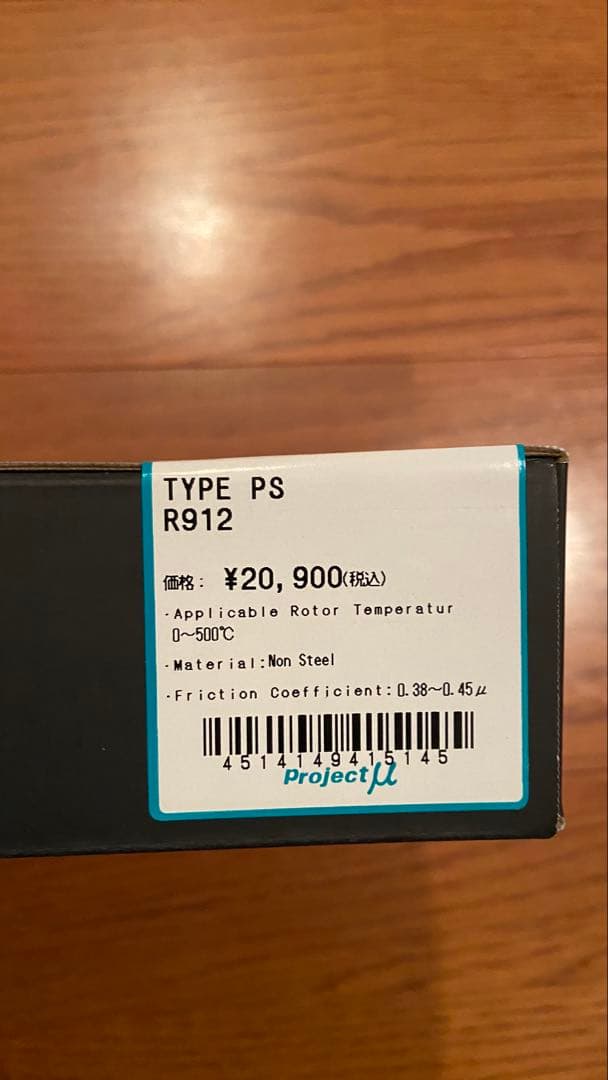 TYPE PS
R912
価格: ¥20,900(税込)
·Applicable Rotor Temperatur
0~500℃
·Material:Non Steel
·Friction Coefficient:0.38~0.45μ
4514149415145
Project μ